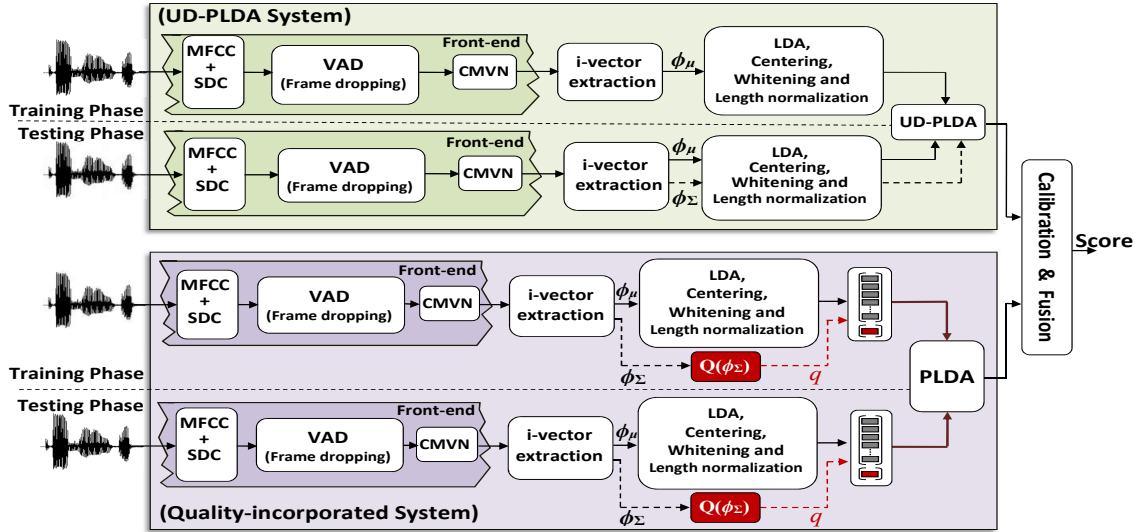 (UD-PLDA System)
Front-end
MFCC
+
SDC
VAD
(Frame dropping)
CMVN
i-vector
extraction
ϕμ
LDA,
Centering,
Whitening and
Length normalization
Training Phase
Testing Phase
UD-PLDA
Front-end
MFCC
+
SDC
VAD
(Frame dropping)
CMVN
i-vector
extraction
ϕμ
ϕΣ
LDA,
Centering,
Whitening and
Length normalization
Calibration & Fusion
Score
Front-end
MFCC
+
SDC
VAD
(Frame dropping)
CMVN
i-vector
extraction
ϕμ
ϕΣ
LDA,
Centering,
Whitening and
Length normalization
Q(ϕΣ)
q
Training Phase
Testing Phase
PLDA
Front-end
MFCC
+
SDC
VAD
(Frame dropping)
CMVN
i-vector
extraction
ϕμ
ϕΣ
LDA,
Centering,
Whitening and
Length normalization
Q(ϕΣ)
q
(Quality-incorporated System)